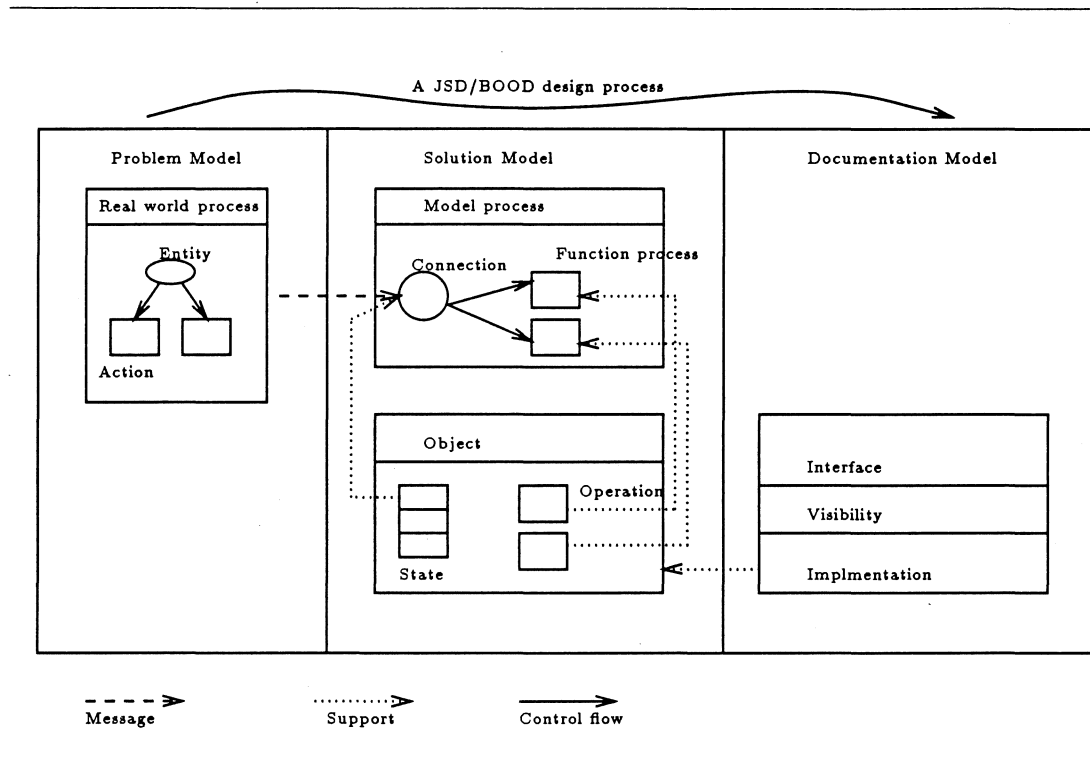 A JSD/BOOD design process
Problem Model
Solution Model
Documentation Model
Real world process
Model process
Entity
Function process
Connection
Action
Object
Interface
Operation
Visibility
State
Implmentation
Message
Support
Control flow